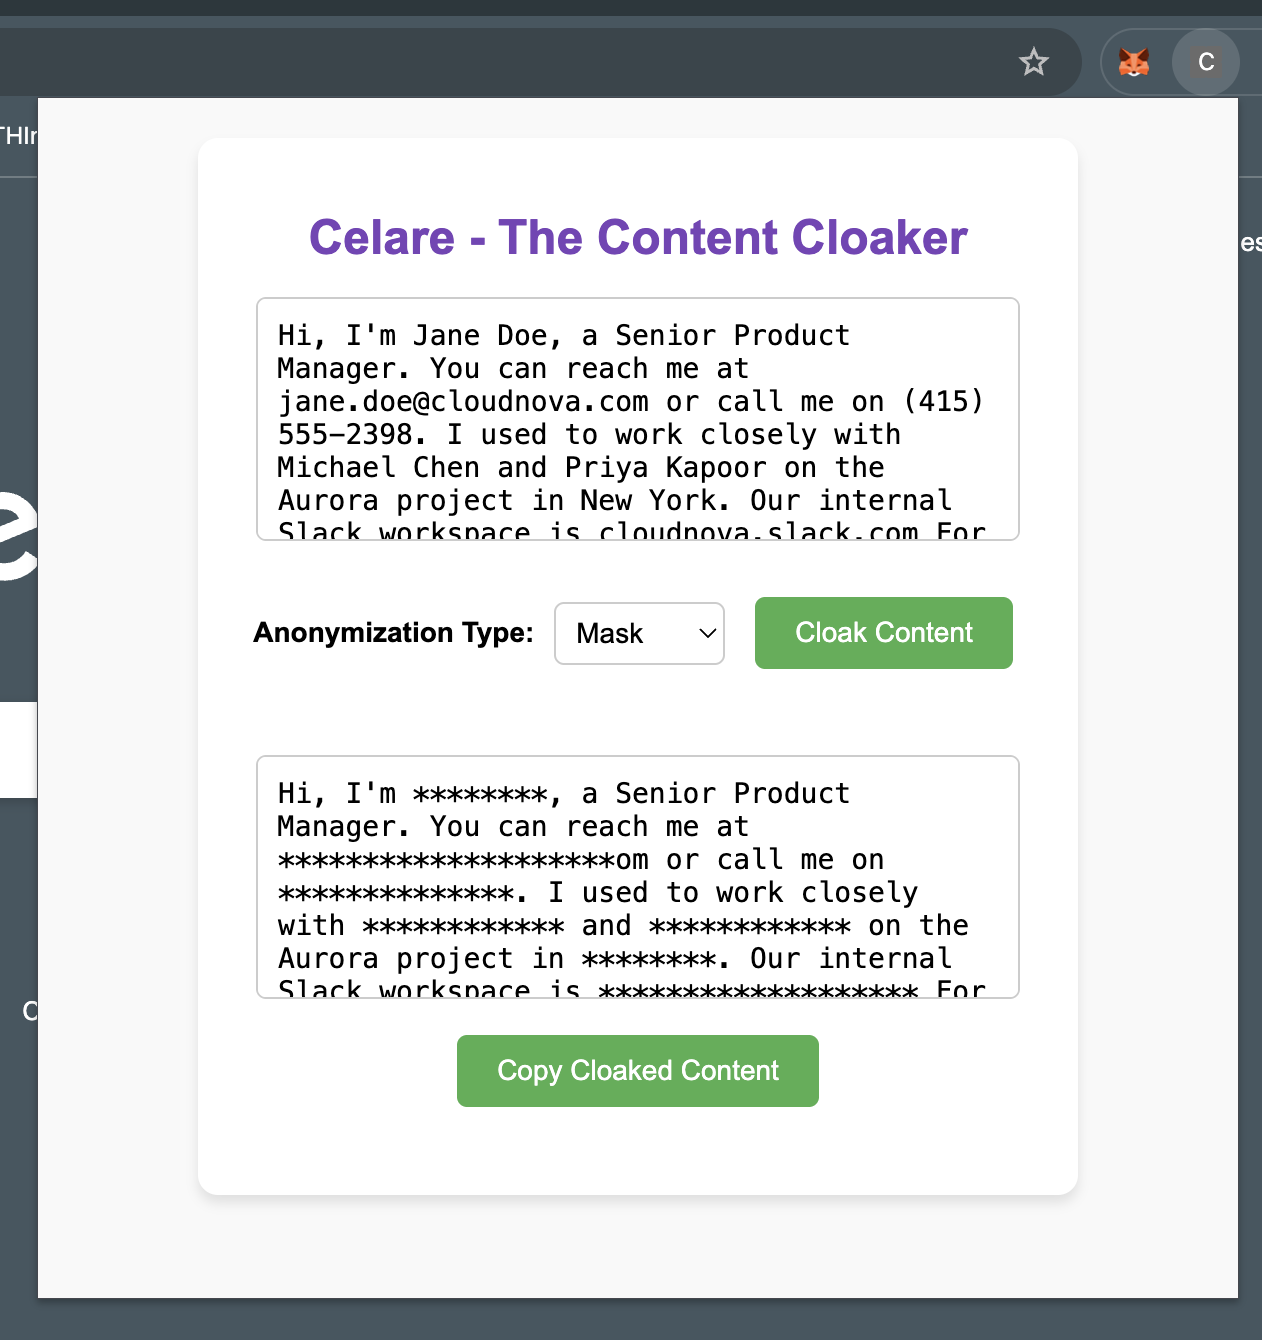 C
THIr
es
Celare - The Content Cloaker
Hi, I'm Jane Doe, a Senior Product
Manager. You can reach me at
jane.doe@cloudnova.com or call me on (415)
555-2398. I used to work closely with
Michael Chen and Priya Kapoor on the
Aurora project in New York. Our internal
Slack workspace is cloudnova.slack.com For
e
Anonymization Type:
Mask
Cloak Content
Hi, I'm ********, a Senior Product
Manager. You can reach me at
********************om or call me on
**************. I used to work closely
with ************ and ************ on the
Aurora project in ********. Our internal
Slack workspace is ******************* For
C
Copy Cloaked Content